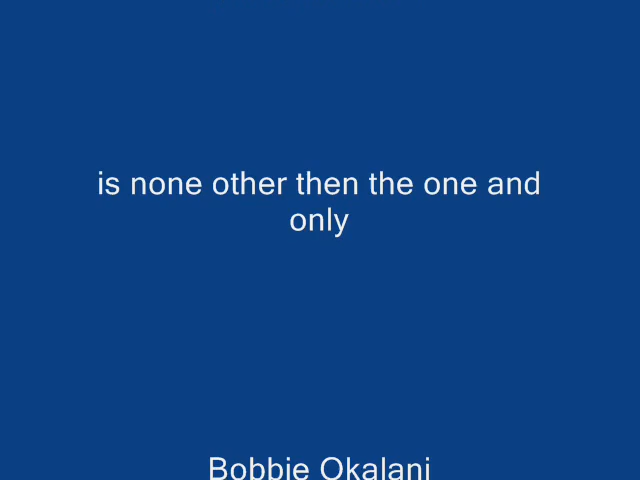 is none other then the one and
only
Bobbie Okalani